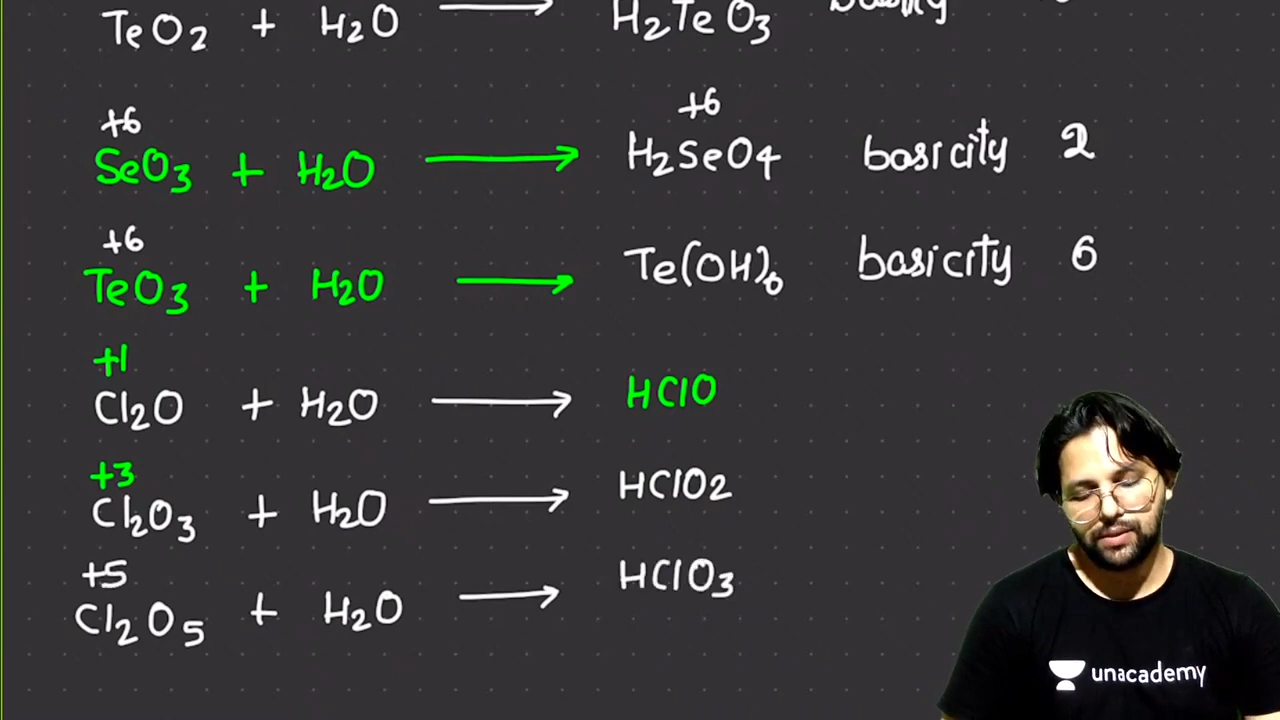 TeO2 + H2O ⟶ H2TeO3
+6 +6
SeO3 + H2O ⟶ H2SeO4 basicity 2
+6
TeO3 + H2O ⟶ Te(OH)6 basicity 6
+1
Cl2O + H2O ⟶ HClO
+3
Cl2O3 + H2O ⟶ HClO2
+5
Cl2O5 + H2O ⟶ HClO3
unacademy